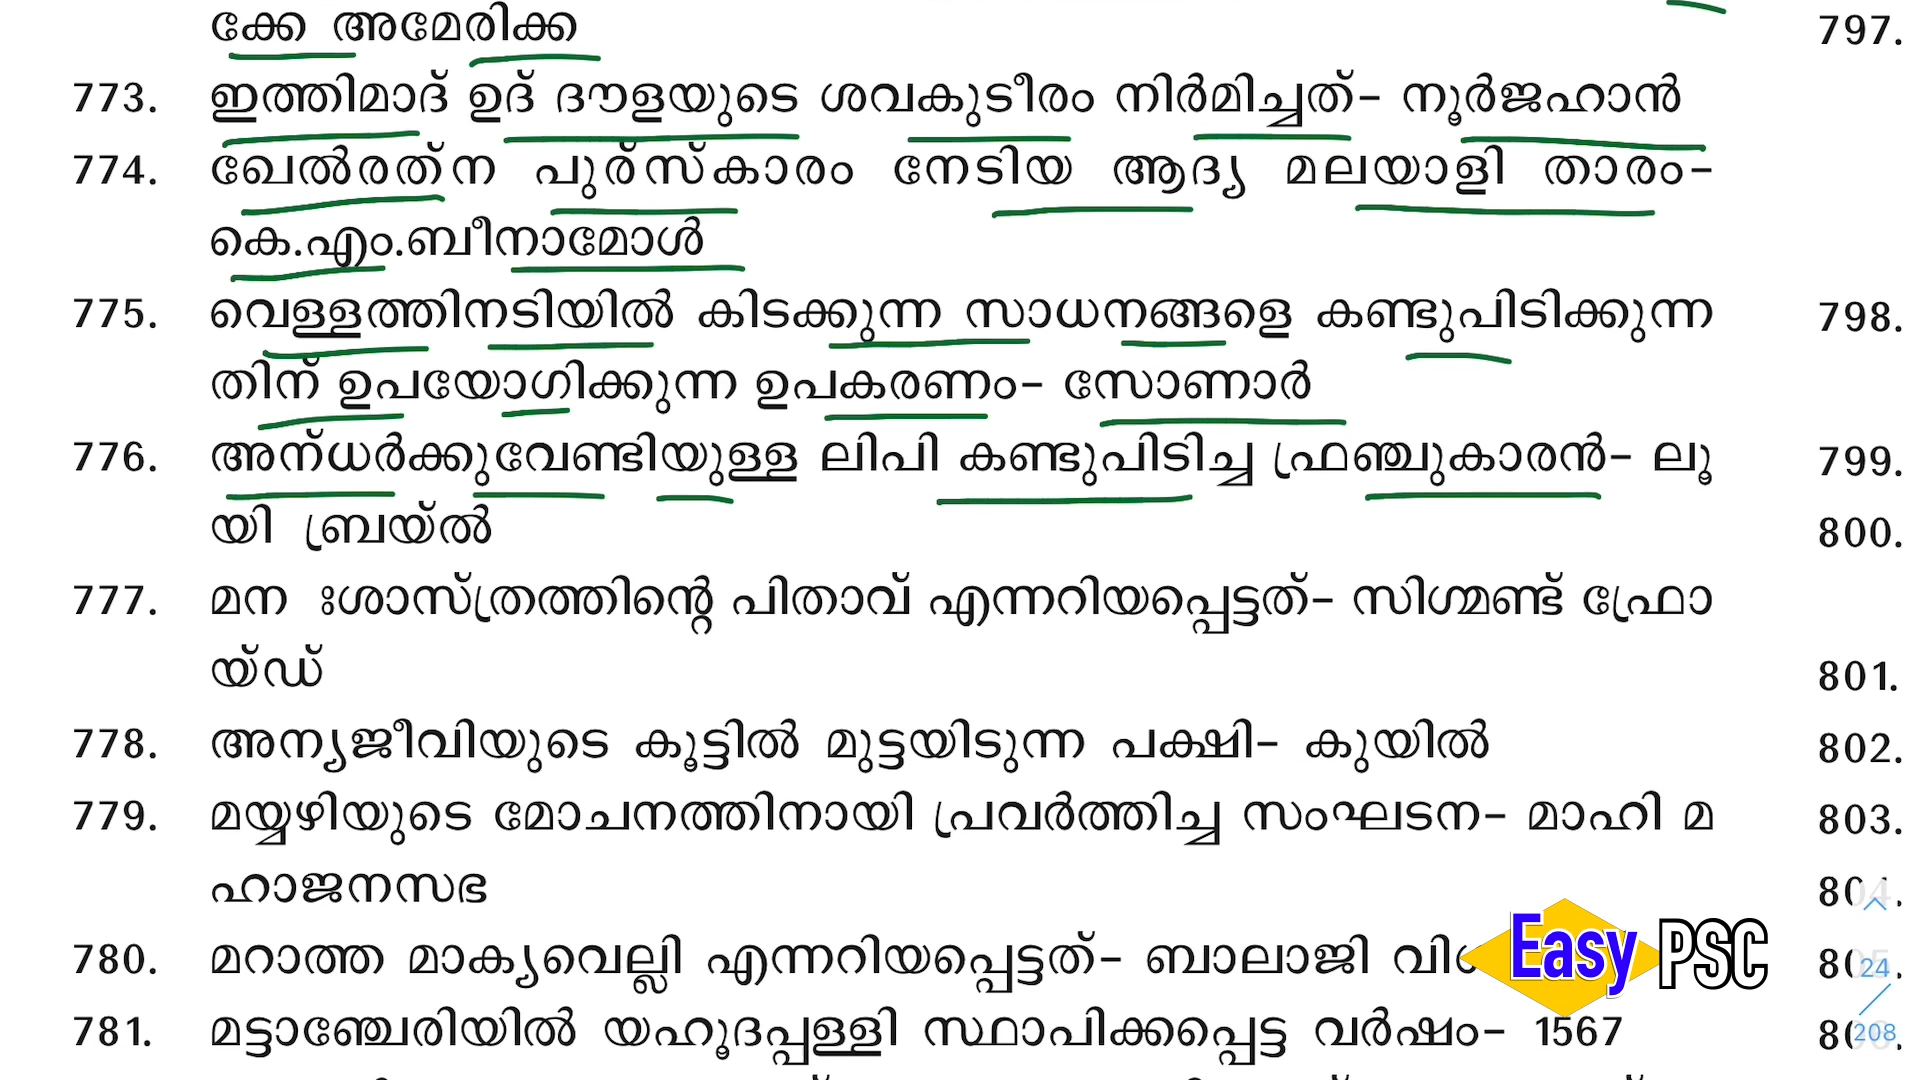 ക്കേ അമേരിക്ക
773. ഇത്തിമാദ് ഉദ് ദൗളയുടെ ശവകുടീരം നിർമിച്ചത്- നൂർജഹാൻ
774. ഖേൽരത്ന പുര്സ്കാരം നേടിയ ആദ്യ മലയാളി താരം-
കെ.എം.ബീനാമോൾ
775. വെള്ളത്തിനടിയിൽ കിടക്കുന്ന സാധനങ്ങളെ കണ്ടുപിടിക്കുന്ന
തിന് ഉപയോഗിക്കുന്ന ഉപകരണം- സോണാർ
776. അന്ധർക്കുവേണ്ടിയുള്ള ലിപി കണ്ടുപിടിച്ച ഫ്രഞ്ചുകാരൻ- ലൂ
യി ബ്രയ്ൽ
777. മന ഃശാസ്ത്രത്തിന്റെ പിതാവ് എന്നറിയപ്പെട്ടത്- സിഗ്മണ്ട് ഫ്രോ
യ്ഡ്
778. അന്യജീവിയുടെ കൂട്ടിൽ മുട്ടയിടുന്ന പക്ഷി- കുയിൽ
779. മയ്യഴിയുടെ മോചനത്തിനായി പ്രവർത്തിച്ച സംഘടന- മാഹി മ
ഹാജനസഭ
780. മറാത്ത മാക്യവെല്ലി എന്നറിയപ്പെട്ടത്- ബാലാജി
781. മട്ടാഞ്ചേരിയിൽ യഹൂദപ്പള്ളി സ്ഥാപിക്കപ്പെട്ട വർഷം- 1567
797.
798.
799.
800.
801.
802.
803.
804.
Easy PSC
24
208